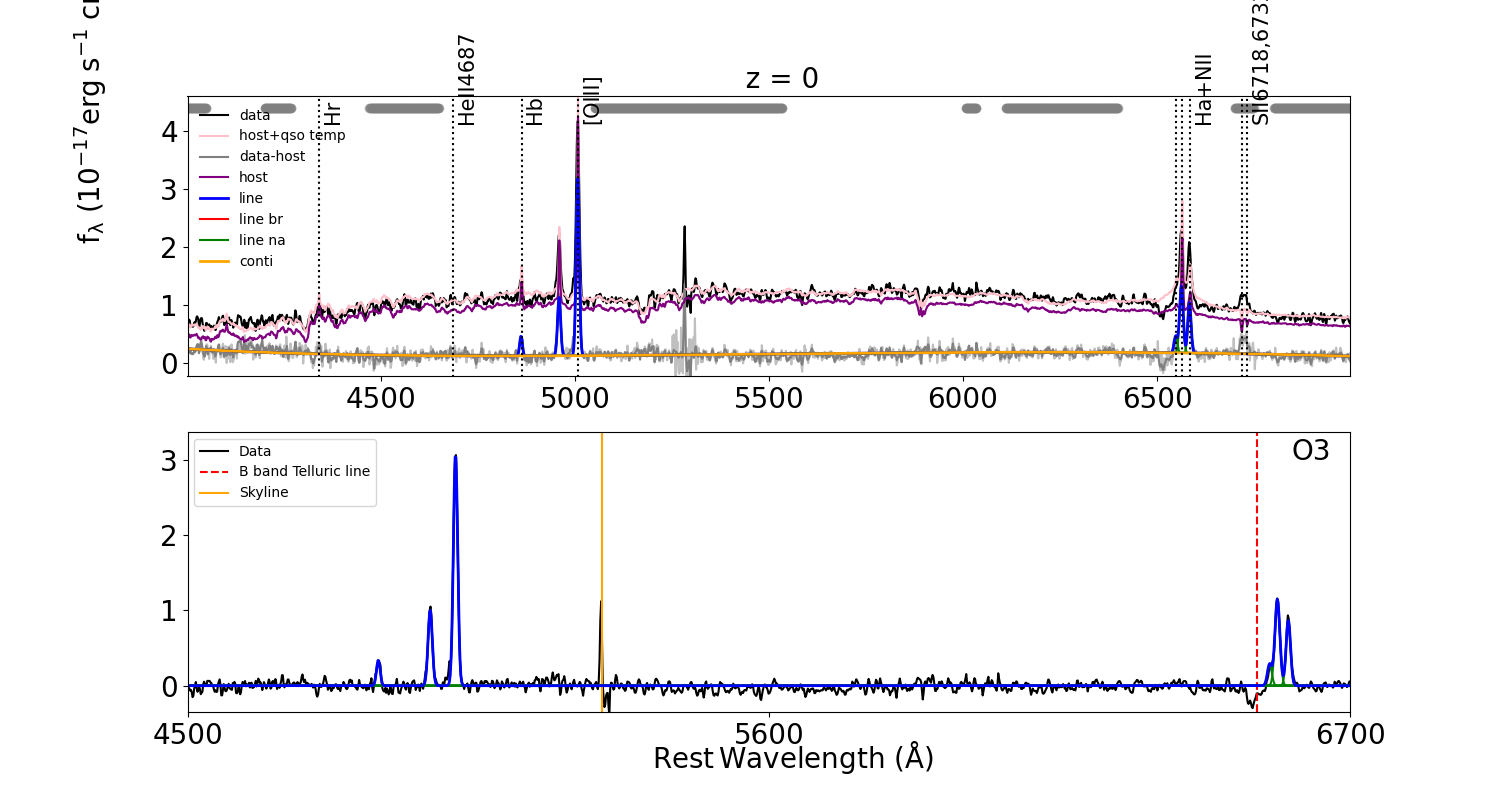 HeII4687
SII6718,673
Ha+NII
Hr
Hb
[OIII]
z = 0
fλ (10−17erg s−1 c
data
host+qso temp
data-host
host
line
line br
line na
conti
4
3
2
1
0
4500 5000 5500 6000 6500
Data
B band Telluric line
Skyline
O3
3
2
1
0
4500 5600 6700
Rest Wavelength (Å)